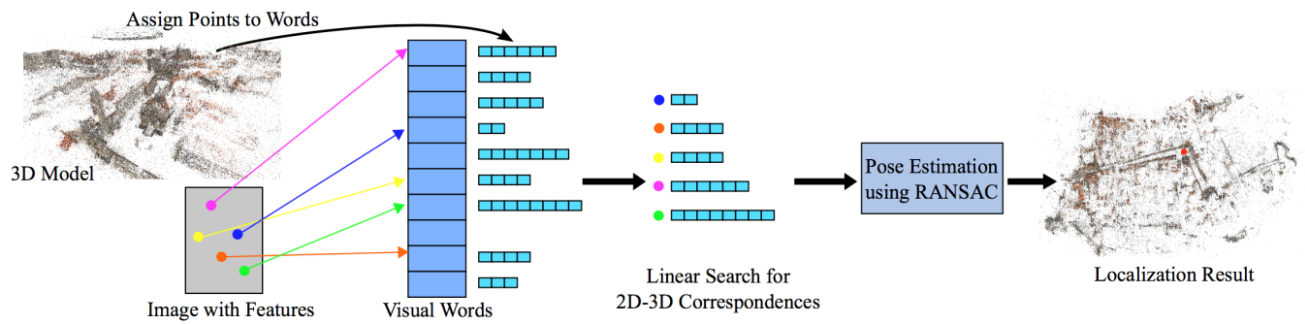 Assign Points to Words
3D Model
Image with Features
Visual Words
Linear Search for
2D-3D Correspondences
Pose Estimation
using RANSAC
Localization Result